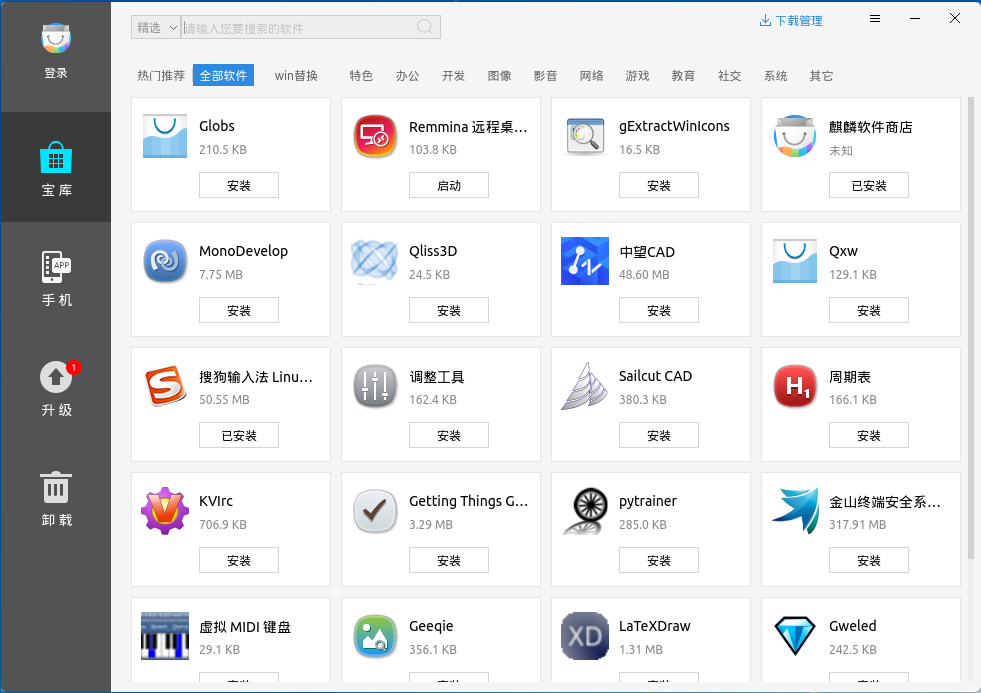 登录
宝库
手机
升级
1
卸载
APP
精选
请输入您要搜索的软件
下载管理
热门推荐 全部软件 win替换 特色 办公 开发 图像 影音 网络 游戏 教育 社交 系统 其它
Globs
210.5 KB
安装
Remmina 远程桌...
103.8 KB
启动
gExtractWinIcons
16.5 KB
安装
麒麟软件商店
未知
已安装
MonoDevelop
7.75 MB
安装
Qliss3D
24.5 KB
安装
中望CAD
48.60 MB
安装
Qxw
129.1 KB
安装
搜狗输入法 Linu...
50.55 MB
已安装
调整工具
162.4 KB
安装
Sailcut CAD
380.3 KB
安装
H1
周期表
166.1 KB
安装
KVIrc
706.9 KB
安装
Getting Things G...
3.29 MB
安装
pytrainer
285.0 KB
安装
金山终端安全系...
317.91 MB
安装
虚拟 MIDI 键盘
29.1 KB
Geeqie
356.1 KB
XD
LaTeXDraw
1.31 MB
Gweled
242.5 KB